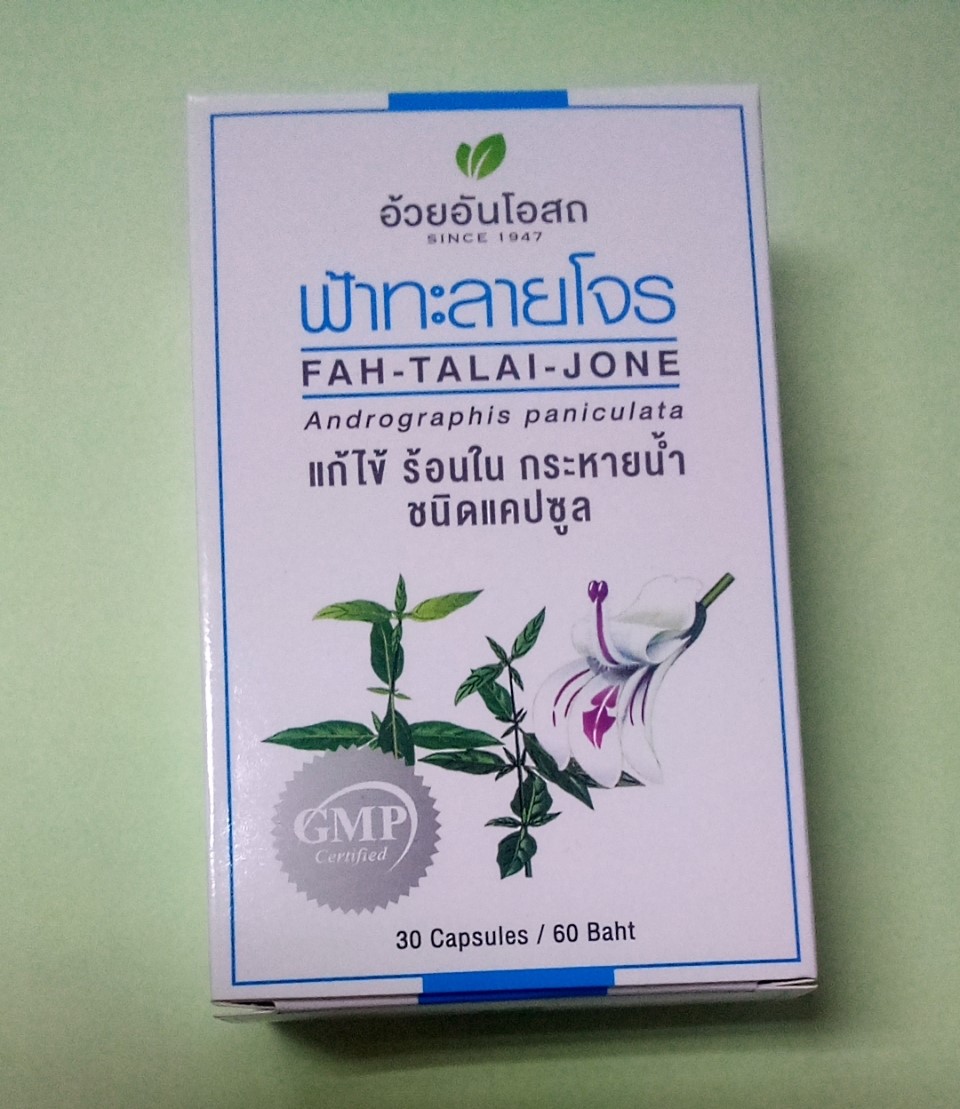 อ้วยอันโอสถ
SINCE 1947
ฟ้าทะลายโจร
FAH-TALAI-JONE
Andrographis paniculata
แก้ไข้ ร้อนใน กระหายน้ำ
ชนิดแคปซูล
GMP
Certified
30 Capsules / 60 Baht